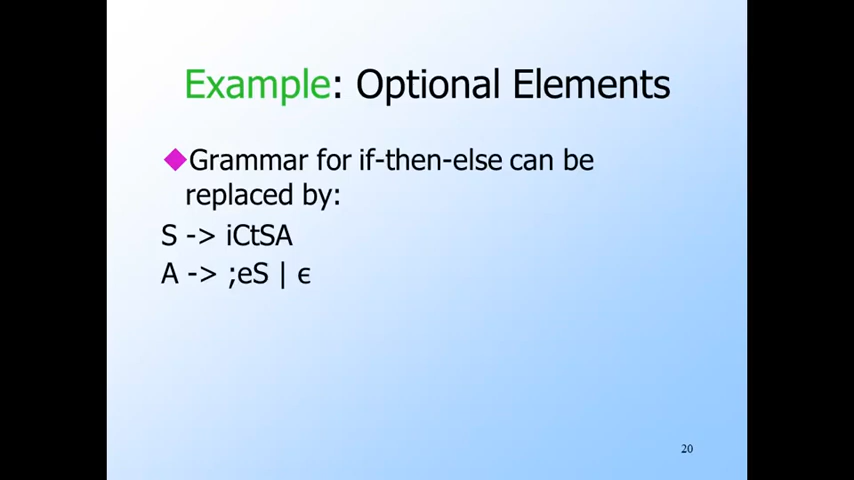 Example: Optional Elements
◆Grammar for if-then-else can be
replaced by:
S -> iCtSA
A -> ;eS | ϵ
20